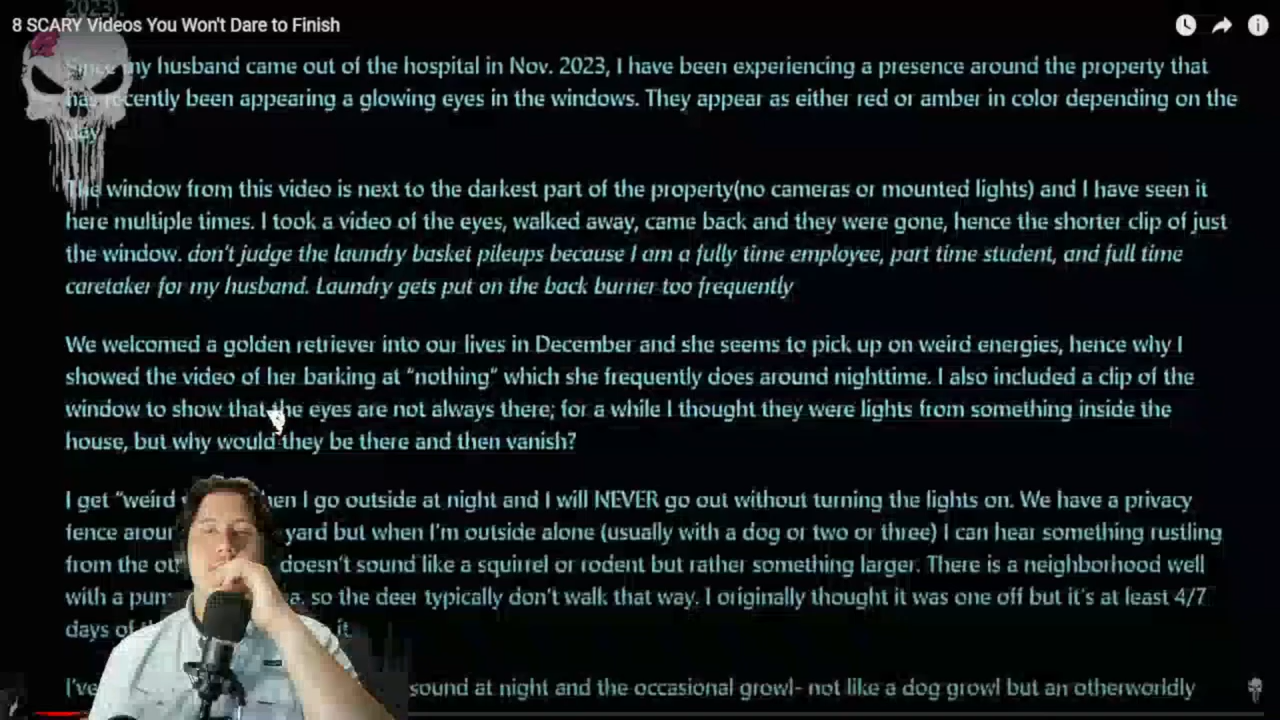 2023).
8 SCARY Videos You Won't Dare to Finish
my husband came out of the hospital in Nov. 2023, I have been experiencing a presence around the property that
recently been appearing a glowing eyes in the windows. They appear as either red or amber in color depending on the
day
The window from this video is next to the darkest part of the property(no cameras or mounted lights) and I have seen it
here multiple times. I took a video of the eyes, walked away, came back and they were gone, hence the shorter clip of just
the window. don't judge the laundry basket pileups because I am a fully time employee, part time student, and full time
caretaker for my husband. Laundry gets put on the back burner too frequently
We welcomed a golden retriever into our lives in December and she seems to pick up on weird energies, hence why I
showed the video of her barking at “nothing” which she frequently does around nighttime. I also included a clip of the
window to show that the eyes are not always there; for a while I thought they were lights from something inside the
house, but why would they be there and then vanish?
I get “weird when I go outside at night and I will NEVER go out without turning the lights on. We have a privacy
fence yard but when I'm outside alone (usually with a dog or two or three) I can hear something rustling
from the doesn't sound like a squirrel or rodent but rather something larger. There is a neighborhood well
with a so the deer typically don't walk that way. I originally thought it was one off but it's at least 4/7
days it.
I've sound at night and the occasional growl- not like a dog growl but an otherworldly